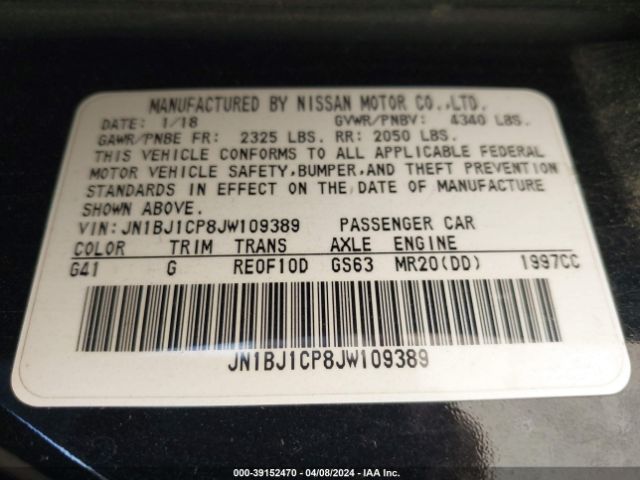 MANUFACTURED BY NISSAN MOTOR CO.,LTD.
DATE: 1/18 GVWR/PNBV: 4340 LBS.
GAWR/PNBE FR: 2325 LBS. RR: 2050 LBS.
THIS VEHICLE CONFORMS TO ALL APPLICABLE FEDERAL
MOTOR VEHICLE SAFETY,BUMPER,AND THEFT PREVENTION
STANDARDS IN EFFECT ON THE DATE OF MANUFACTURE
SHOWN ABOVE.
VIN:JN1BJ1CP8JW109389 PASSENGER CAR
COLOR TRIM TRANS AXLE ENGINE
G41 G RE0F10D GS63 MR20(DD) 1997CC
JN1BJ1CP8JW109389
000-39152470 - 04/08/2024 - IAA Inc.